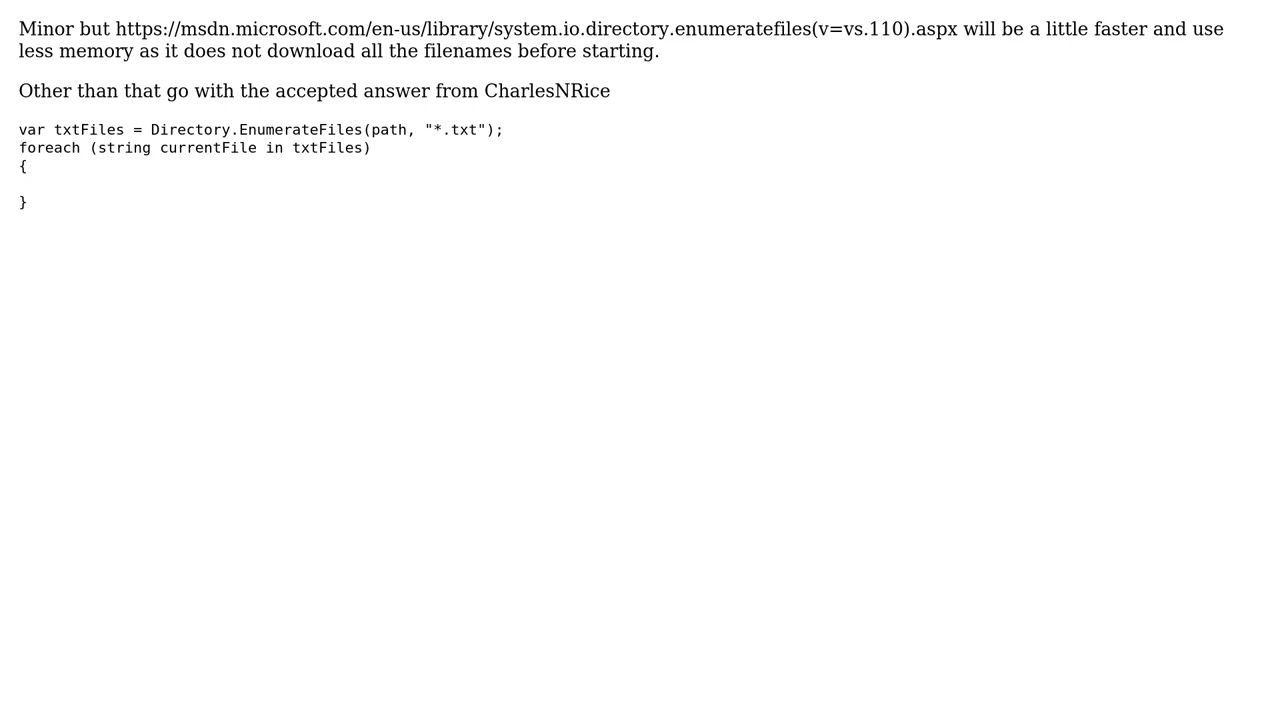 Minor but https://msdn.microsoft.com/en-us/library/system.io.directory.enumeratefiles(v=vs.110).aspx will be a little faster and use
less memory as it does not download all the filenames before starting.
Other than that go with the accepted answer from CharlesNRice
var txtFiles = Directory.EnumerateFiles(path, "*.txt");
foreach (string currentFile in txtFiles)
{
}